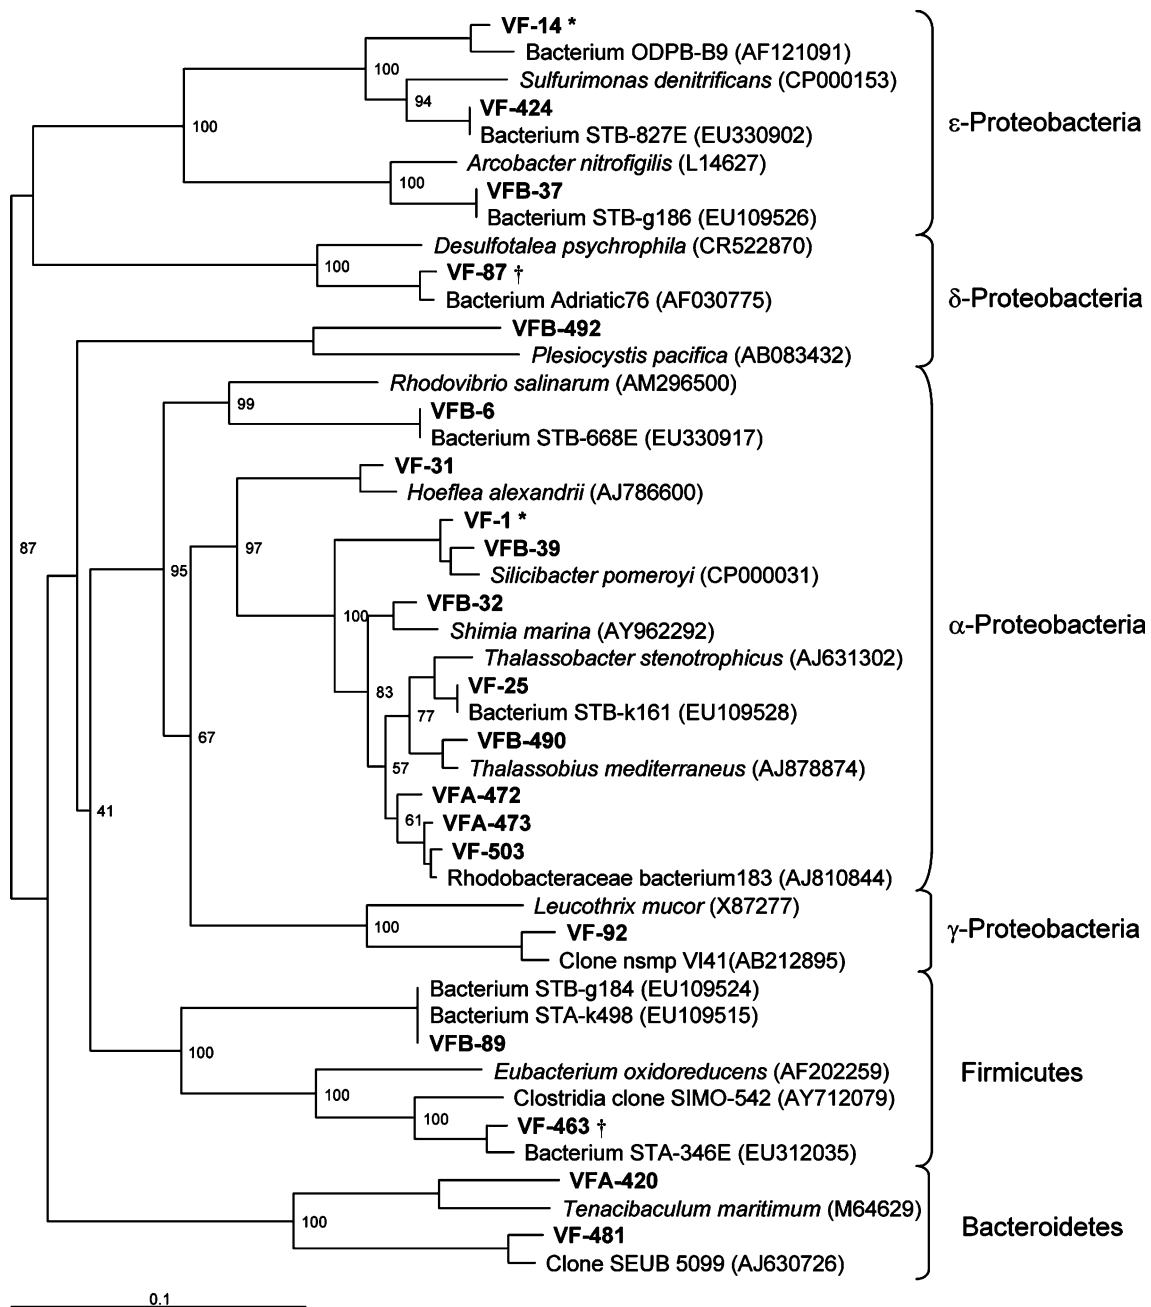 VF-14 *
Bacterium ODPB-B9 (AF121091)
100
Sulfurimonas denitrificans (CP000153)
94
VF-424
100
Bacterium STB-827E (EU330902)
ε-Proteobacteria
Arcobacter nitrofigilis (L14627)
100
VFB-37
Bacterium STB-g186 (EU109526)
Desulfotalea psychrophila (CR522870)
100
VF-87 †
Bacterium Adriatic76 (AF030775)
δ-Proteobacteria
VFB-492
Plesiocystis pacifica (AB083432)
Rhodovibrio salinarum (AM296500)
99
VFB-6
Bacterium STB-668E (EU330917)
VF-31
Hoeflea alexandrii (AJ786600)
VF-1 *
87
97
VFB-39
95
Silicibacter pomeroyi (CP000031)
VFB-32
100
Shimia marina (AY962292)
α-Proteobacteria
Thalassobacter stenotrophicus (AJ631302)
83
VF-25
77
Bacterium STB-k161 (EU109528)
67
VFB-490
57
Thalassobius mediterraneus (AJ878874)
VFA-472
41
61
VFA-473
VF-503
Rhodobacteraceae bacterium183 (AJ810844)
Leucothrix mucor (X87277)
100
VF-92
γ-Proteobacteria
Clone nsmp VI41(AB212895)
Bacterium STB-g184 (EU109524)
Bacterium STA-k498 (EU109515)
VFB-89
100
Eubacterium oxidoreducens (AF202259)
Firmicutes
100
Clostridia clone SIMO-542 (AY712079)
100
VF-463 †
Bacterium STA-346E (EU312035)
VFA-420
Tenacibaculum maritimum (M64629)
100
Bacteroidetes
VF-481
Clone SEUB 5099 (AJ630726)
0.1